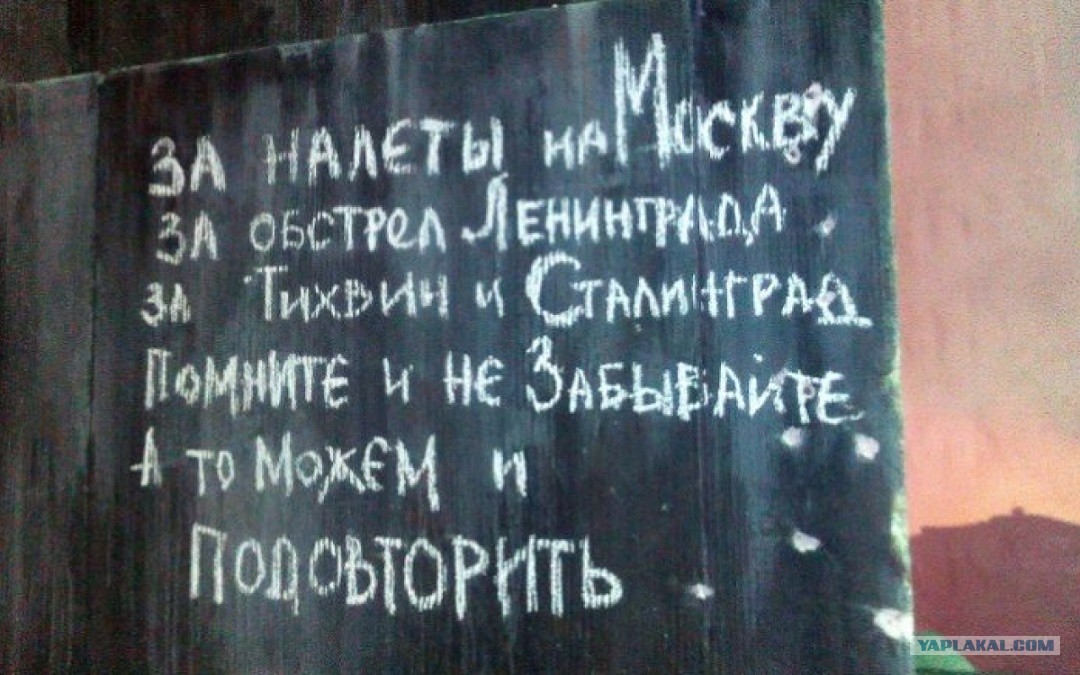 ЗА НАЛЕТЫ НА МОСКВУ
ЗА ОБСТРЕЛ ЛЕНИНГРАДА.
ЗА ТИХВИН И СТАЛИНГРАД
ПОМНИТЕ И НЕ ЗАБЫВАЙТЕ
А ТО МОЖЕМ И
ПОДОВТОРИТЬ
YAPLAKAL.COM